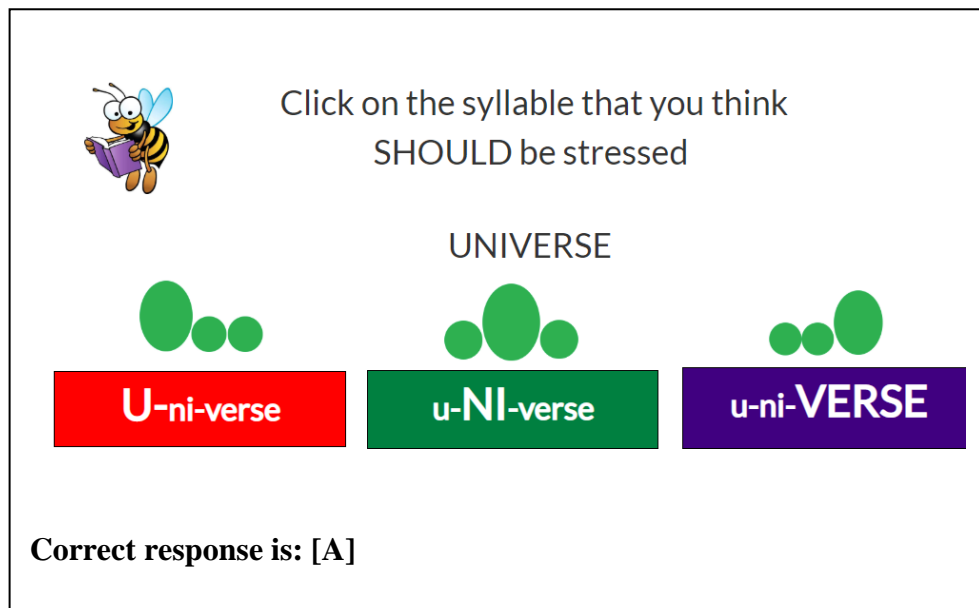 Click on the syllable that you think
SHOULD be stressed
UNIVERSE
U-ni-verse
u-NI-verse
u-ni-VERSE
Correct response is: [A]